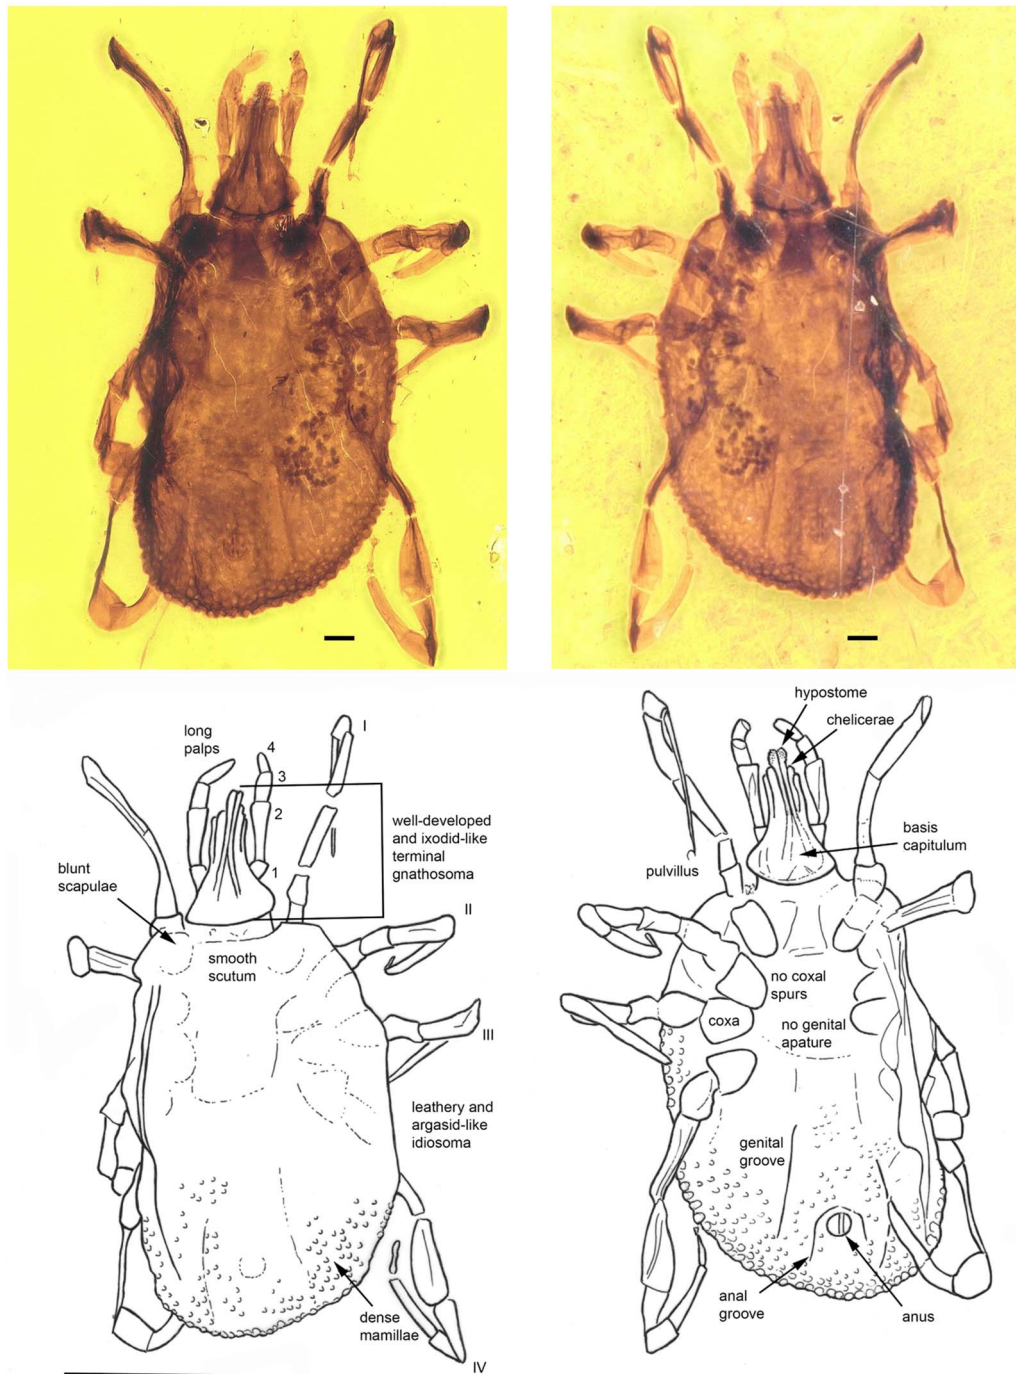 long
palps
4
3
2
1
I
well-developed
and ixodid-like
terminal
gnathosoma
blunt
scapulae
smooth
scutum
II
III
leathery and
argasid-like
idiosoma
dense
mamillae
IV
hypostome
chelicerae
basis
capitulum
pulvillus
no coxal
spurs
coxa
no genital
apature
genital
groove
anal
groove
anus